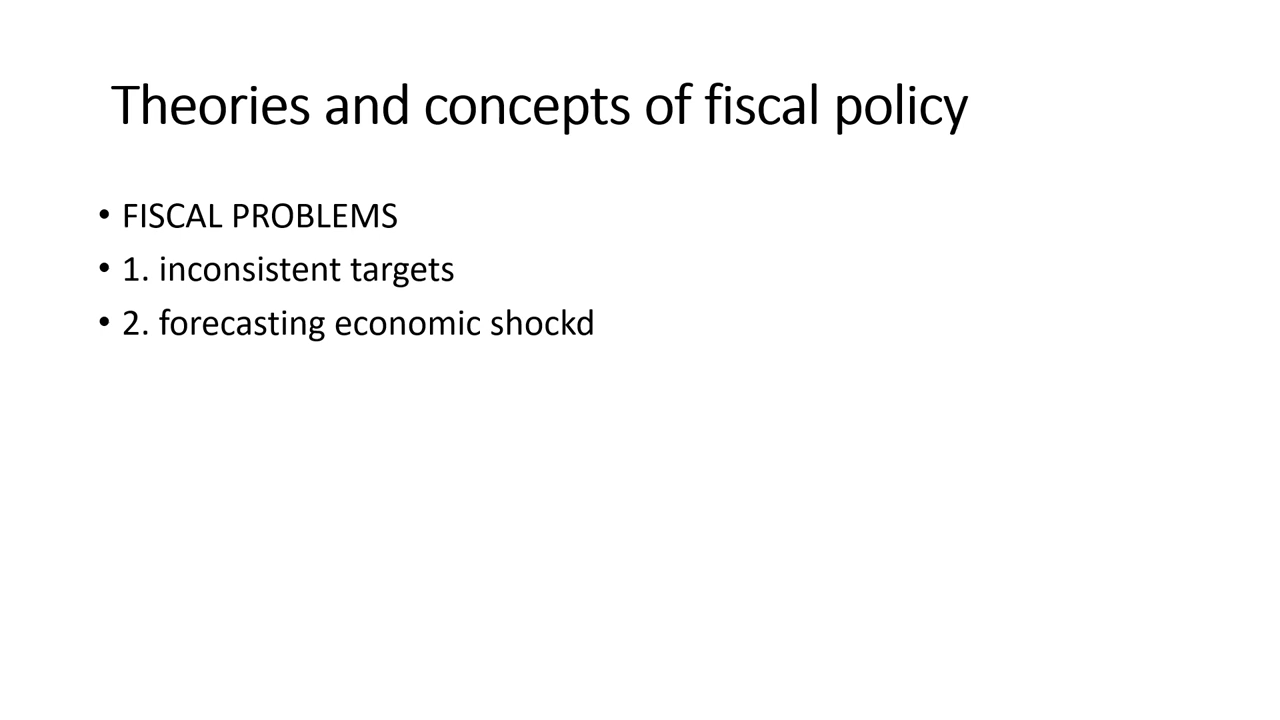 Theories and concepts of fiscal policy
• FISCAL PROBLEMS
• 1. inconsistent targets
• 2. forecasting economic shockd